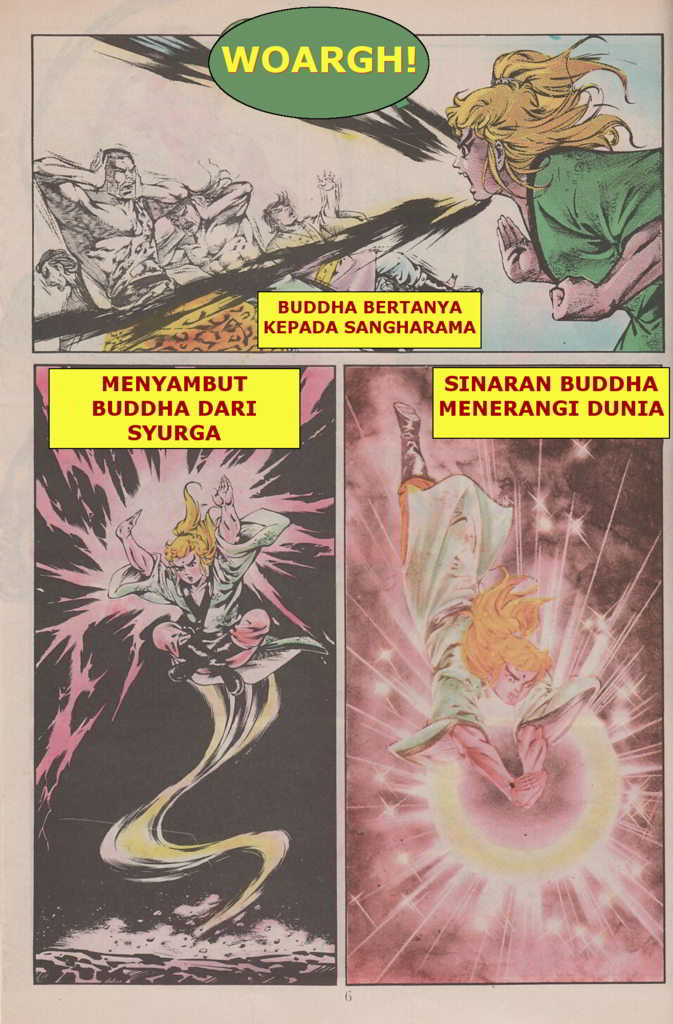 WOARGH!
BUDDHA BERTANYA
KEPADA SANGHARAMA
MENYAMBUT
BUDDHA DARI
SYURGA
SINARAN BUDDHA
MENERANGI DUNIA
6